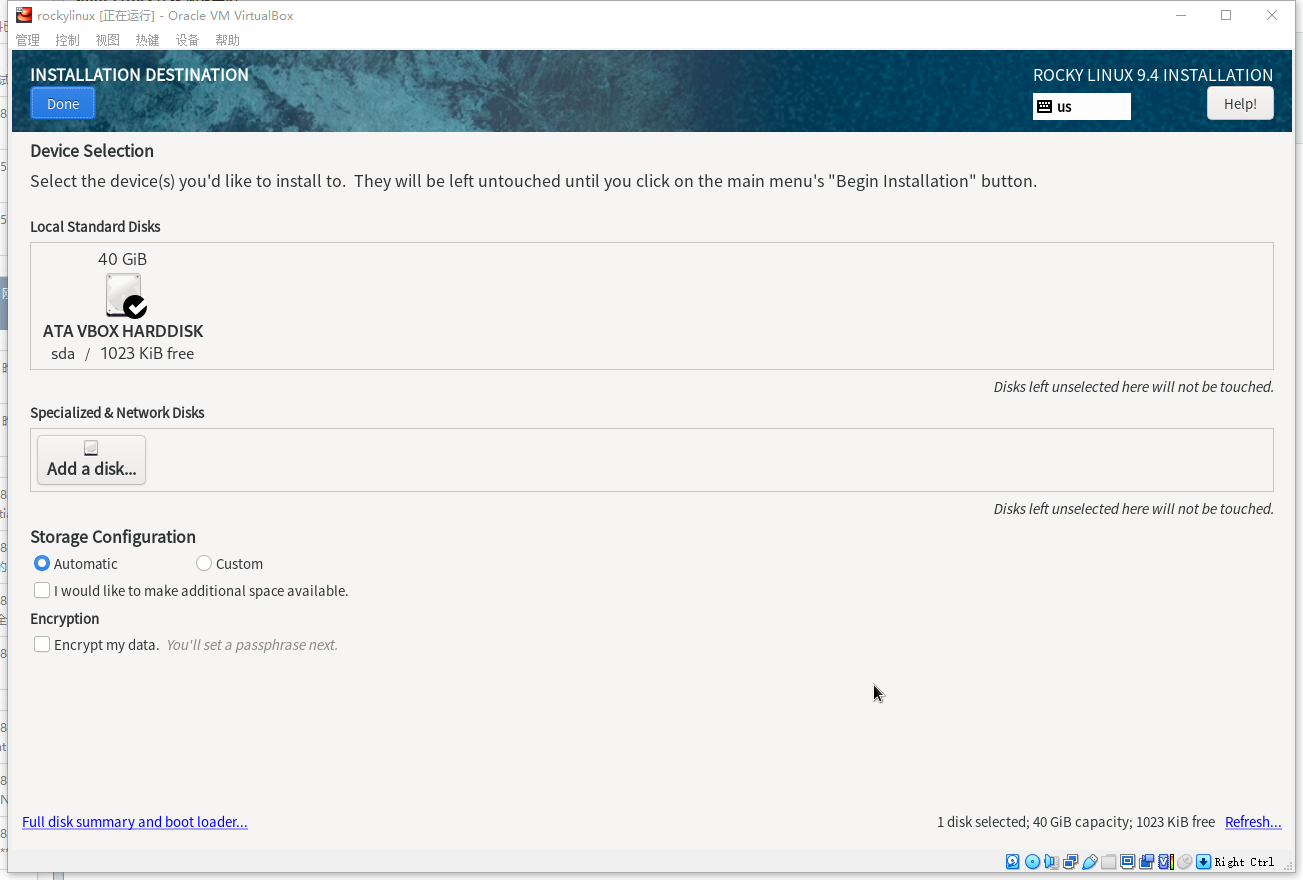 rockylinux [正在运行] - Oracle VM VirtualBox
管理 控制 视图 热键 设备 帮助
INSTALLATION DESTINATION
ROCKY LINUX 9.4 INSTALLATION
Done
us
Help!
Device Selection
Select the device(s) you'd like to install to. They will be left untouched until you click on the main menu's "Begin Installation" button.
Local Standard Disks
40 GiB
ATA VBOX HARDDISK
sda / 1023 KiB free
Disks left unselected here will not be touched.
Specialized & Network Disks
Add a disk...
Disks left unselected here will not be touched.
Storage Configuration
Automatic Custom
I would like to make additional space available.
Encryption
Encrypt my data. You'll set a passphrase next.
Full disk summary and boot loader...
1 disk selected; 40 GiB capacity; 1023 KiB free Refresh...
Right Ctrl